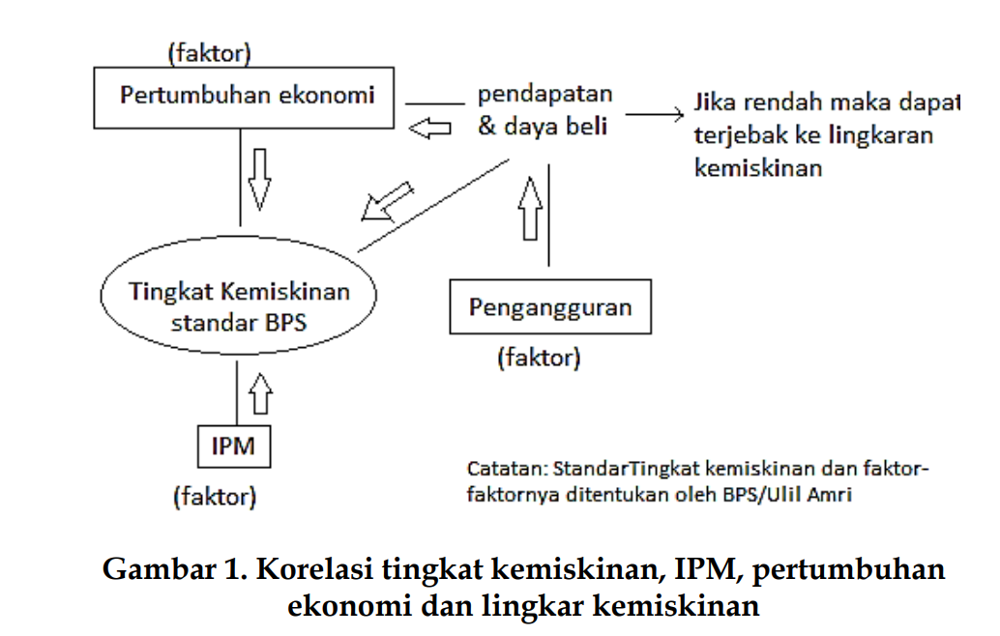 (faktor)
Pertumbuhan ekonomi
pendapatan
& daya beli
Jika rendah maka dapat
terjebak ke lingkaran
kemiskinan
Tingkat Kemiskinan
standar BPS
Pengangguran
(faktor)
IPM
(faktor)
Catatan: StandarTingkat kemiskinan dan faktor-
faktornya ditentukan oleh BPS/Ulil Amri
Gambar 1. Korelasi tingkat kemiskinan, IPM, pertumbuhan
ekonomi dan lingkar kemiskinan